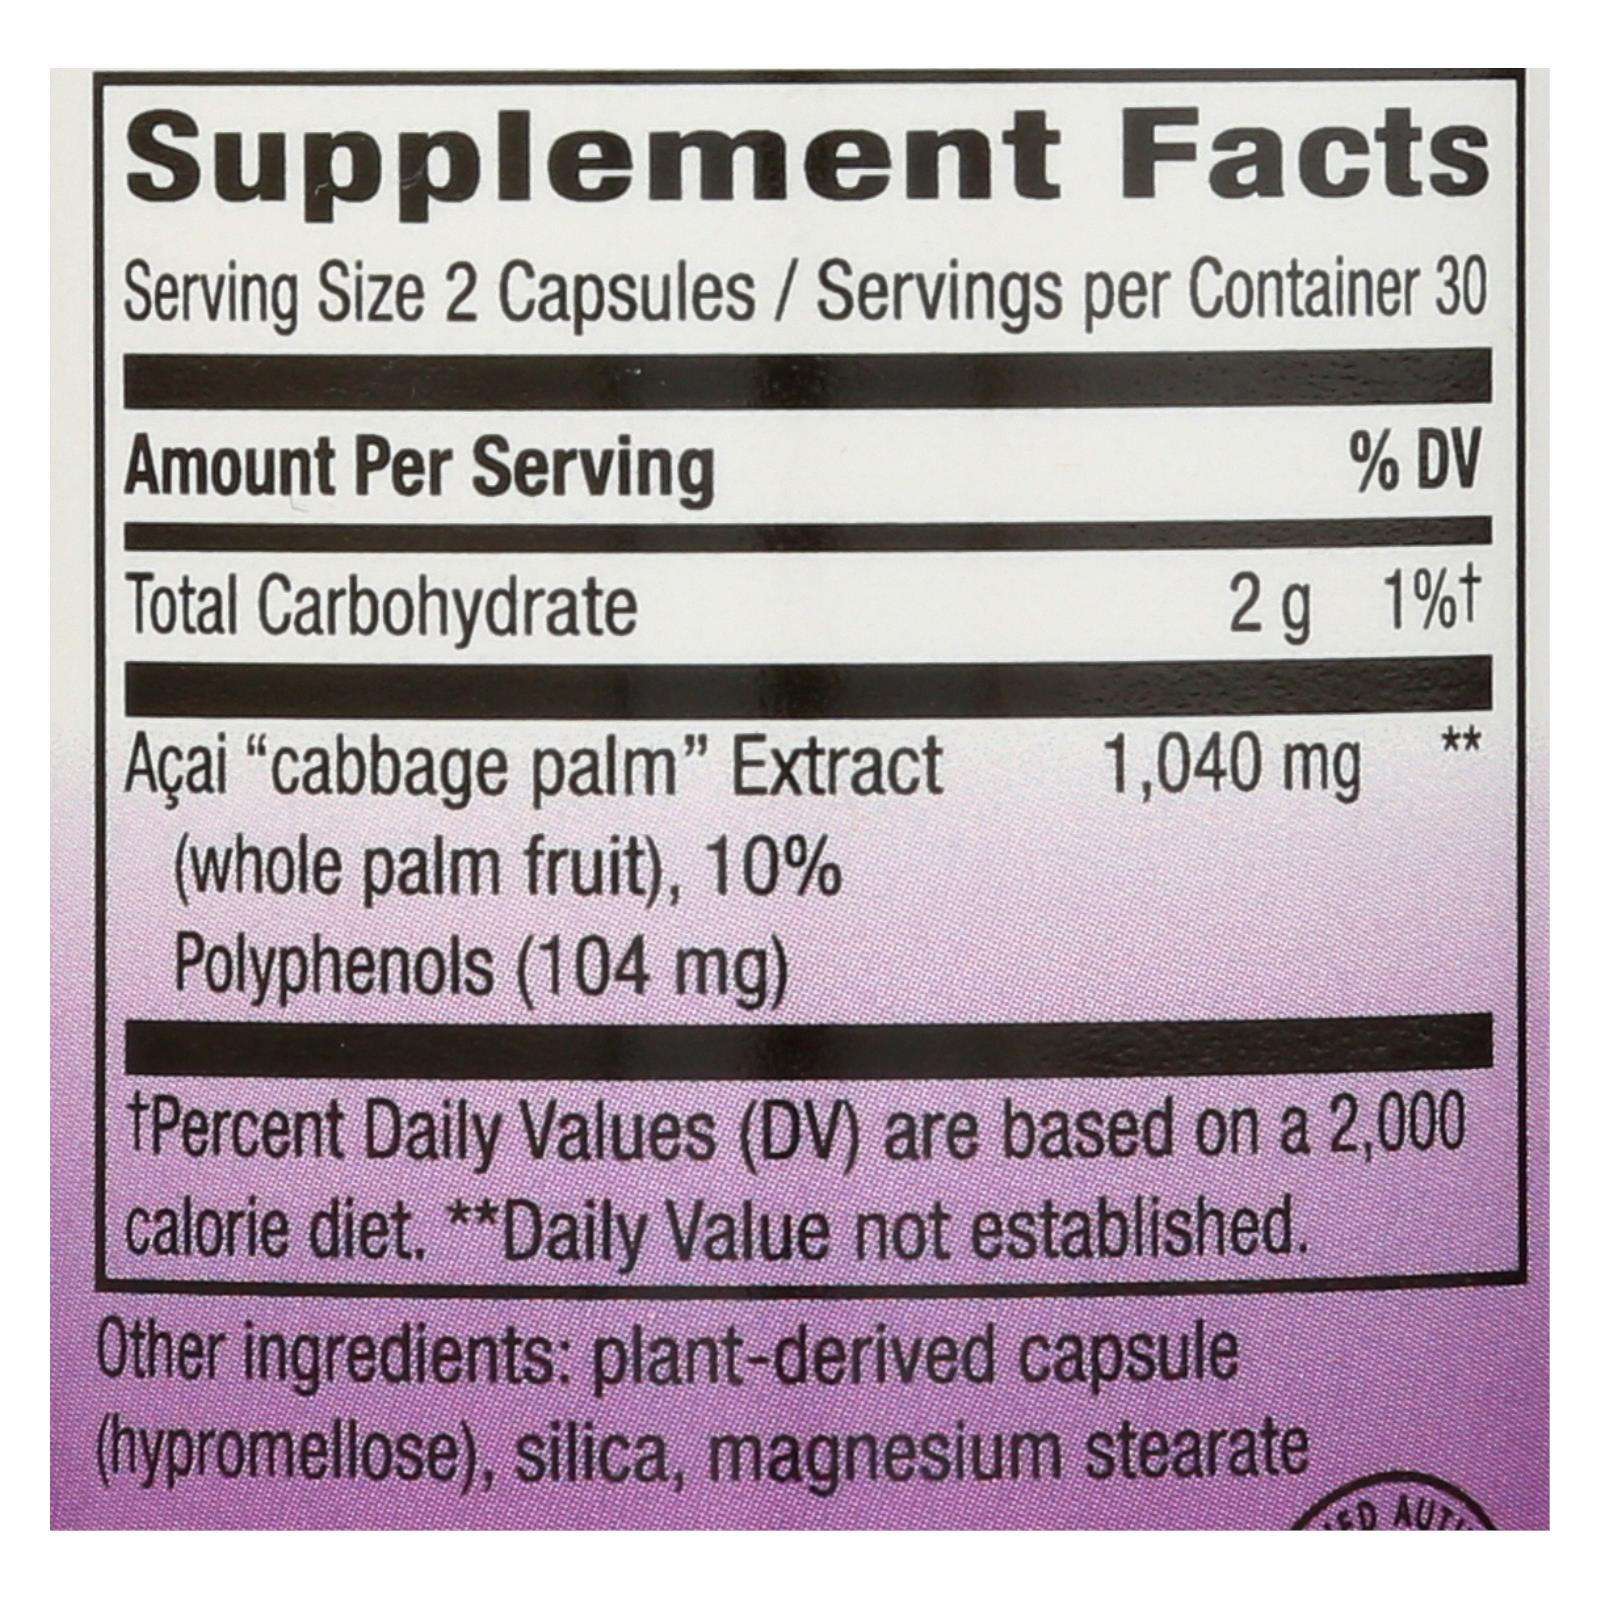 Supplement Facts
Serving Size 2 Capsules / Servings per Container 30
Amount Per Serving % DV
Total Carbohydrate 2 g 1%†
Açai “cabbage palm” Extract 1,040 mg **
(whole palm fruit), 10%
Polyphenols (104 mg)
†Percent Daily Values (DV) are based on a 2,000
calorie diet. **Daily Value not established.
Other ingredients: plant-derived capsule
(hypromellose), silica, magnesium stearate